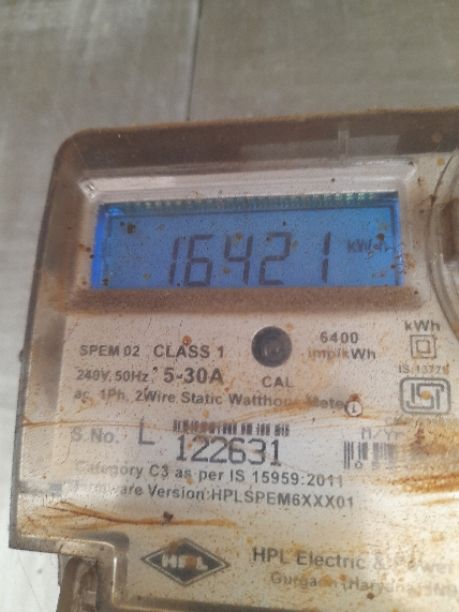 16421 kWh
6400
imp/kWh
kWh
SPEM 02 CLASS 1
IS 13779
240V, 50Hz 5-30A
CAL
ac, 1Ph, 2Wire Static Watthour Meter
S.No. L 122631
M/Yr
Category C3 as per IS 15959:2011
Firmware Version:HPLSPEM6XXX01
HPL
HPL Electric & Power
Gurgaon (Haryana)